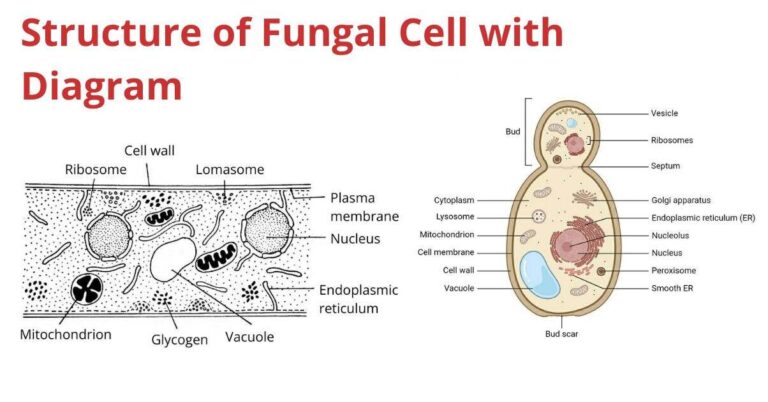 Structure of Fungal Cell with
Diagram
Cell wall
Ribosome
Lomasome
Plasma
membrane
Nucleus
Endoplasmic
reticulum
Mitochondrion
Glycogen
Vacuole
Bud
Vesicle
Ribosomes
Septum
Cytoplasm
Lysosome
Mitochondrion
Cell membrane
Cell wall
Vacuole
Golgi apparatus
Endoplasmic reticulum (ER)
Nucleolus
Nucleus
Peroxisome
Smooth ER
Bud scar